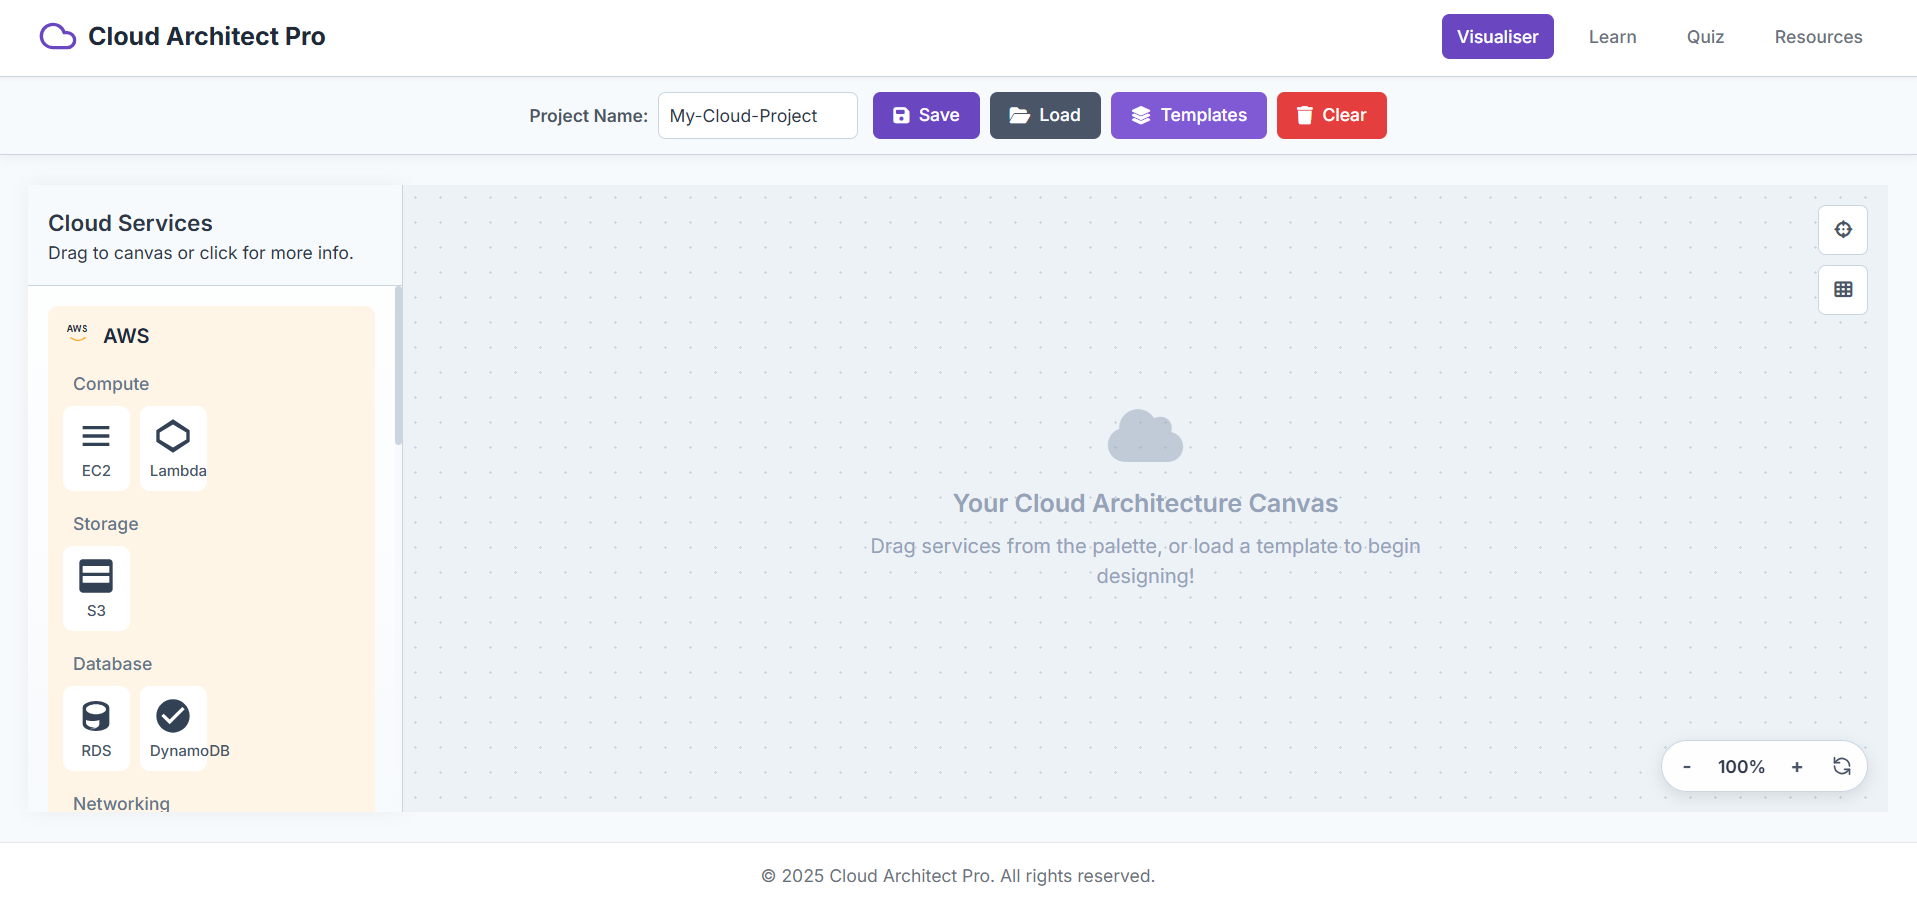 Cloud Architect Pro
Visualiser
Learn
Quiz
Resources
Project Name:
My-Cloud-Project
Save
Load
Templates
Clear
Cloud Services
Drag to canvas or click for more info.
AWS
AWS
Compute
EC2
Lambda
Storage
S3
Database
RDS
DynamoDB
Networking
Your Cloud Architecture Canvas
Drag services from the palette, or load a template to begin
designing!
- 100% +
© 2025 Cloud Architect Pro. All rights reserved.